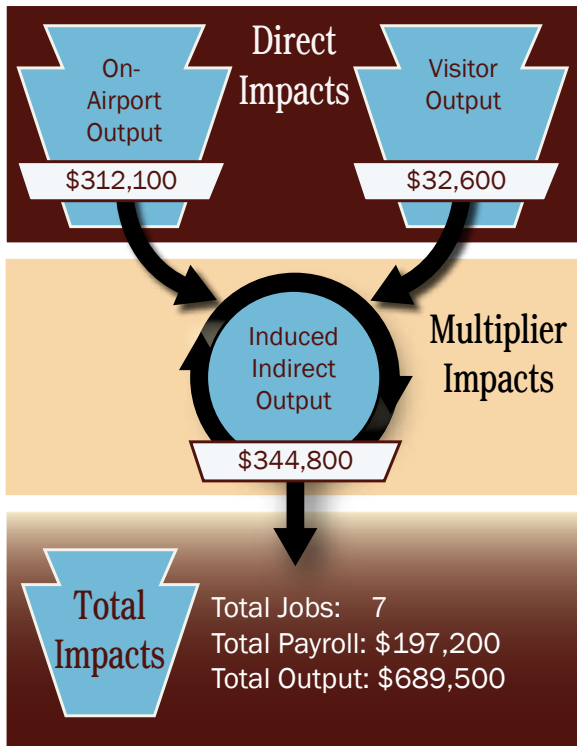 Direct
Impacts
On-
Airport
Output
$312,100
Visitor
Output
$32,600
Multiplier
Impacts
Induced
Indirect
Output
$344,800
Total
Impacts
Total Jobs: 7
Total Payroll: $197,200
Total Output: $689,500